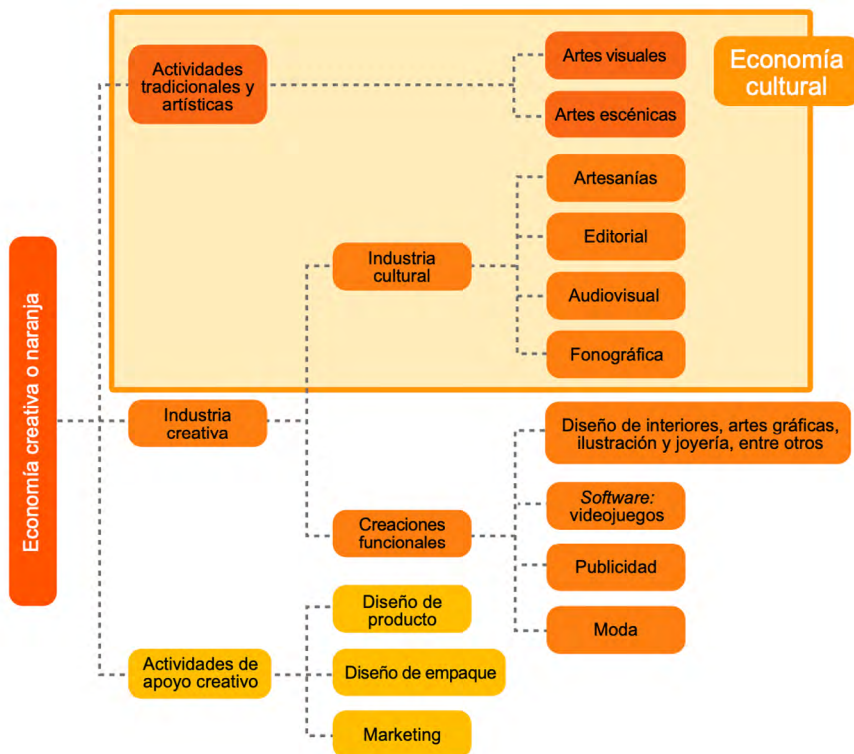 Economía creativa o naranja
Economía
cultural
Actividades
tradicionales y
artísticas
Artes visuales
Artes escénicas
Industria
creativa
Industria
cultural
Artesanías
Editorial
Audiovisual
Fonográfica
Creaciones
funcionales
Diseño de interiores, artes gráficas,
ilustración y joyería, entre otros
Software:
videojuegos
Publicidad
Moda
Actividades de
apoyo creativo
Diseño de
producto
Diseño de empaque
Marketing